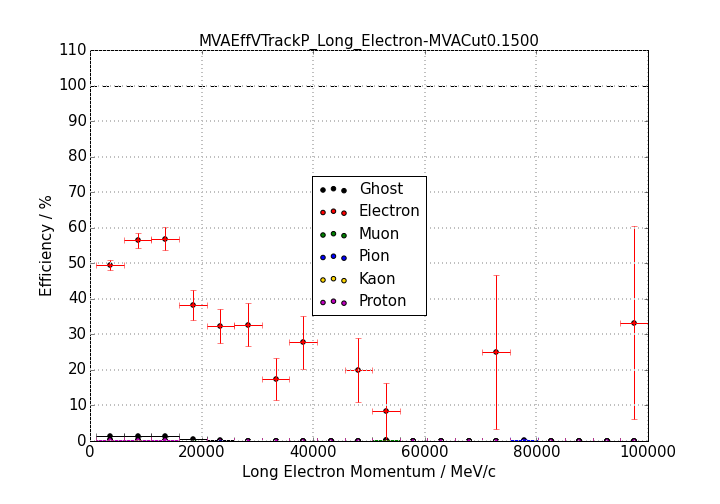 MVAEffVTrackP_Long_Electron-MVACut0.1500
110
100
90
80
70
60
50
40
30
20
10
0
Efficiency / %
Ghost
Electron
Muon
Pion
Kaon
Proton
0 20000 40000 60000 80000 100000
Long Electron Momentum / MeV/c